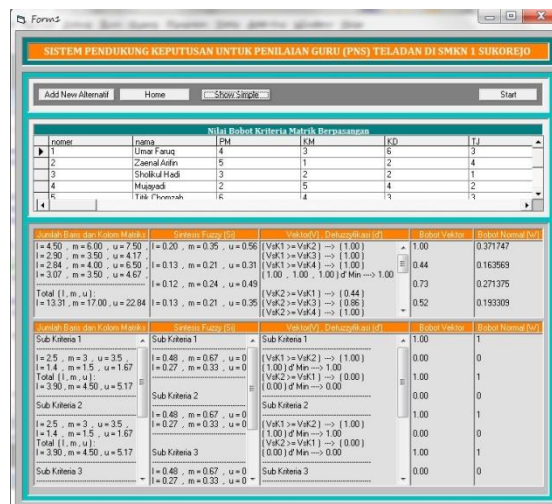 Form1
SISTEM PENDUKUNG KEPUTUSAN UNTUK PENILAIAN GURU (PNS) TELADAN DI SMKN 1 SUKOREJO
Add New Alternatif Home Show Simple Start
Nilai Bobot Kriteria Matrik Berpasangan
nomer nama PM KM KD TJ
1 Umar Faruq 4 3 6 3
2 Zaenal Arifin 5 1 2 4
3 Sholikul Hadi 3 2 2 1
4 Mujayadi 2 5 4 2
5 Titik Chomzah 6 4 3 3
Jumlah Baris dan Kolom Matriks
l = 4.50 , m = 6.00 , u = 7.50
l = 2.90 , m = 3.50 , u = 4.17
l = 2.84 , m = 4.00 , u = 6.50
l = 3.07 , m = 3.50 , u = 4.67
Total ( l , m , u ) :
l = 13.31 , m = 17.00 , u = 22.84
Sintesis Fuzzy (Si)
l = 0.20 , m = 0.35 , u = 0.56
l = 0.13 , m = 0.21 , u = 0.31
l = 0.12 , m = 0.24 , u = 0.49
l = 0.13 , m = 0.21 , u = 0.35
Vektor(V) , Defuzzyfikasi (d')
( VsK1 >= VsK2 ) ---> ( 1.00 )
( VsK1 >= VsK3 ) ---> ( 1.00 )
( VsK1 >= VsK4 ) ---> ( 1.00 )
( 1.00 , 1.00 , 1.00 ) d' Min ---> 1.00
( VsK2 >= VsK1 ) ( 0.44 )
( VsK2 >= VsK3 ) ( 0.86 )
( VsK2 >= VsK4 ) ( 1.00 )
Bobot Vektor
1.00
0.44
0.73
0.52
Bobot Normal (W)
0.371747
0.163569
0.271375
0.193309
Jumlah Baris dan Kolom Matriks
Sub Kriteria 1
l = 2.5 , m = 3 , u = 3.5 ,
l = 1.4 , m = 1.5 , u = 1.67
Total ( l , m , u ) :
l = 3.90 , m = 4.50 , u = 5.17
Sub Kriteria 2
l = 2.5 , m = 3 , u = 3.5 ,
l = 1.4 , m = 1.5 , u = 1.67
Total ( l , m , u ) :
l = 3.90 , m = 4.50 , u = 5.17
Sub Kriteria 3
Sintesis Fuzzy (Si)
Sub Kriteria 1
l = 0.48 , m = 0.67 , u = 0
l = 0.27 , m = 0.33 , u = 0
Sub Kriteria 2
l = 0.48 , m = 0.67 , u = 0
l = 0.27 , m = 0.33 , u = 0
Sub Kriteria 3
l = 0.48 , m = 0.67 , u = 0
l = 0.27 , m = 0.33 , u = 0
Vektor(V) , Defuzzyfikasi (d')
Sub Kriteria 1
( VsK1 >= VsK2 ) ---> ( 1.00 )
( 1.00 ) d' Min ---> 1.00
( VsK2 >= VsK1 ) ( 0.00 )
( 0.00 ) d' Min ---> 0.00
Sub Kriteria 2
( VsK1 >= VsK2 ) ---> ( 1.00 )
( 1.00 ) d' Min ---> 1.00
( VsK2 >= VsK1 ) ( 0.00 )
( 0.00 ) d' Min ---> 0.00
Sub Kriteria 3
Bobot Vektor
1.00
0.00
1.00
0.00
1.00
0.00
Bobot Normal (W)
1
0
1
0
1
0